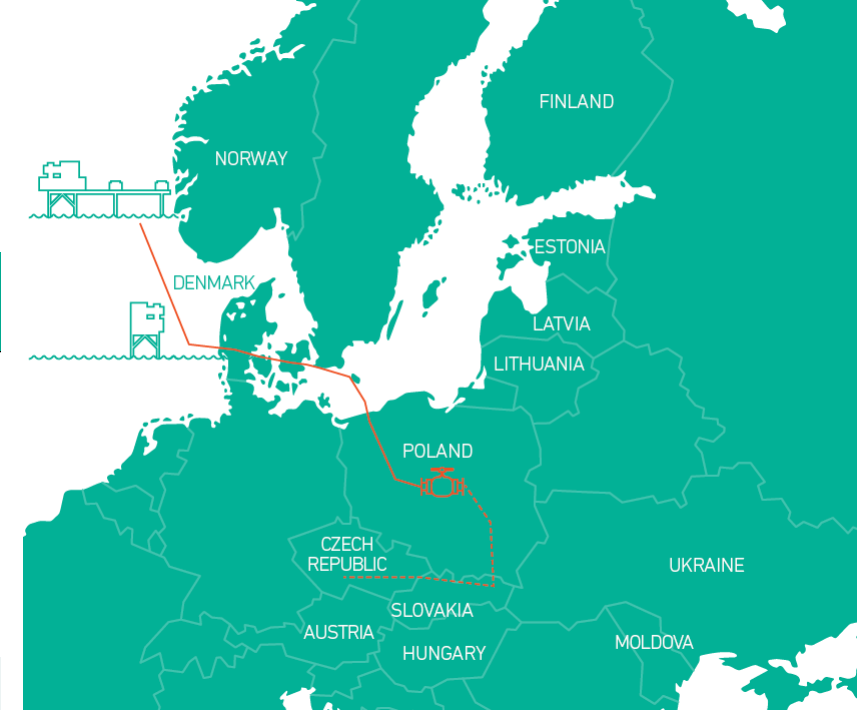 FINLAND
NORWAY
ESTONIA
DENMARK
LATVIA
LITHUANIA
POLAND
CZECH
REPUBLIC
UKRAINE
SLOVAKIA
AUSTRIA
MOLDOVA
HUNGARY